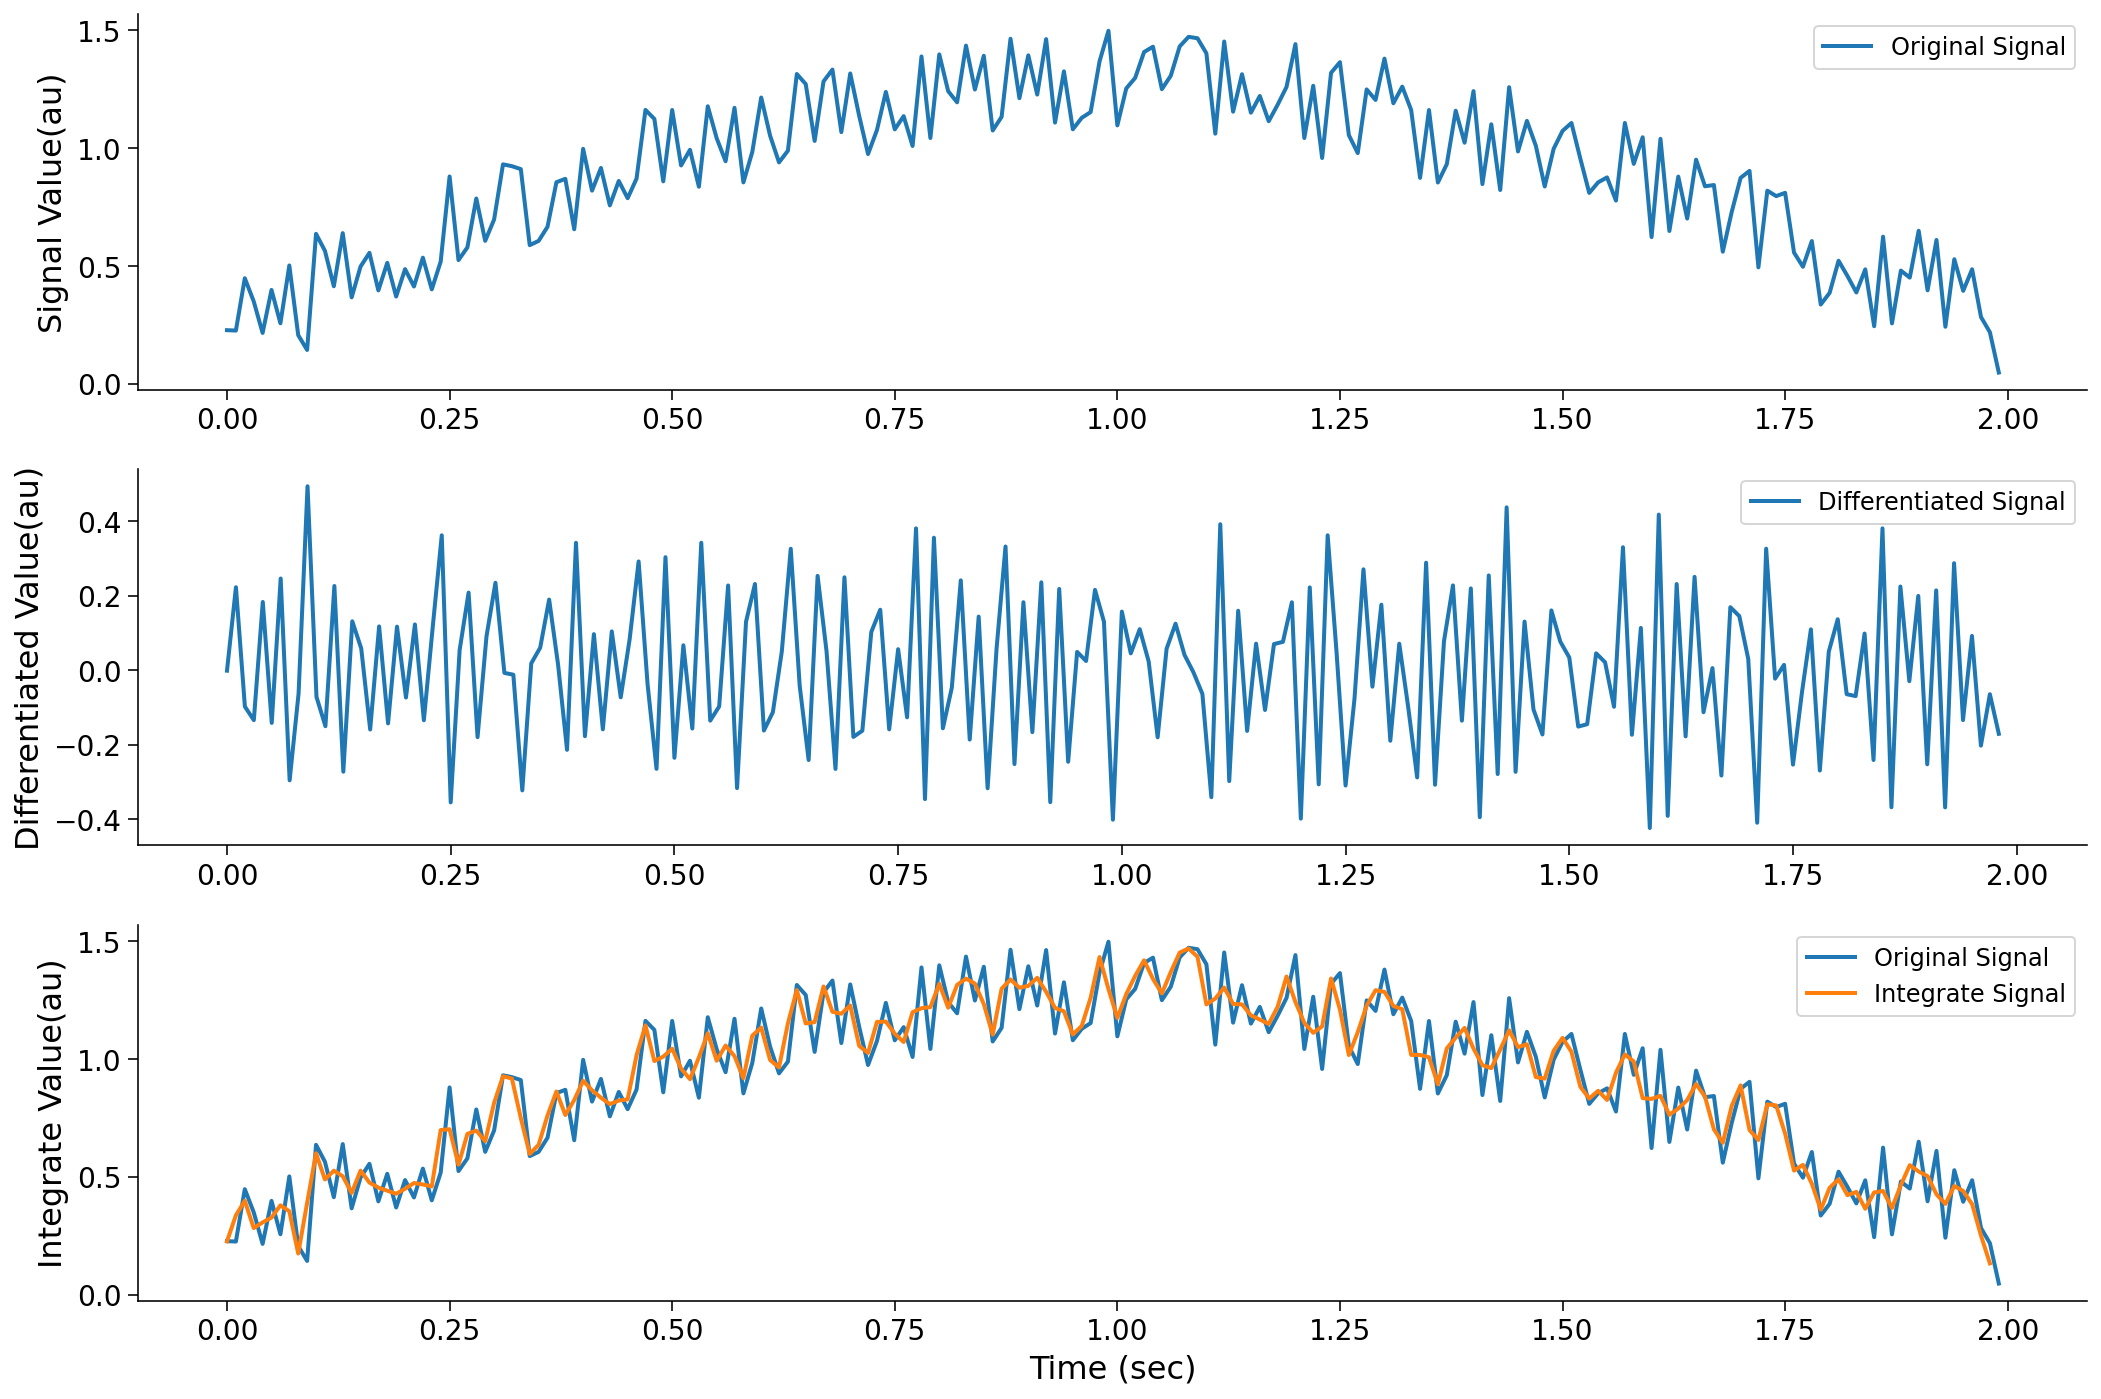 Signal Value(au)
1.5
1.0
0.5
0.0
Original Signal
0.00 0.25 0.50 0.75 1.00 1.25 1.50 1.75 2.00
Differentiated Value(au)
0.4
0.2
0.0
−0.2
−0.4
Differentiated Signal
0.00 0.25 0.50 0.75 1.00 1.25 1.50 1.75 2.00
Integrate Value(au)
1.5
1.0
0.5
0.0
Original Signal
Integrate Signal
0.00 0.25 0.50 0.75 1.00 1.25 1.50 1.75 2.00
Time (sec)